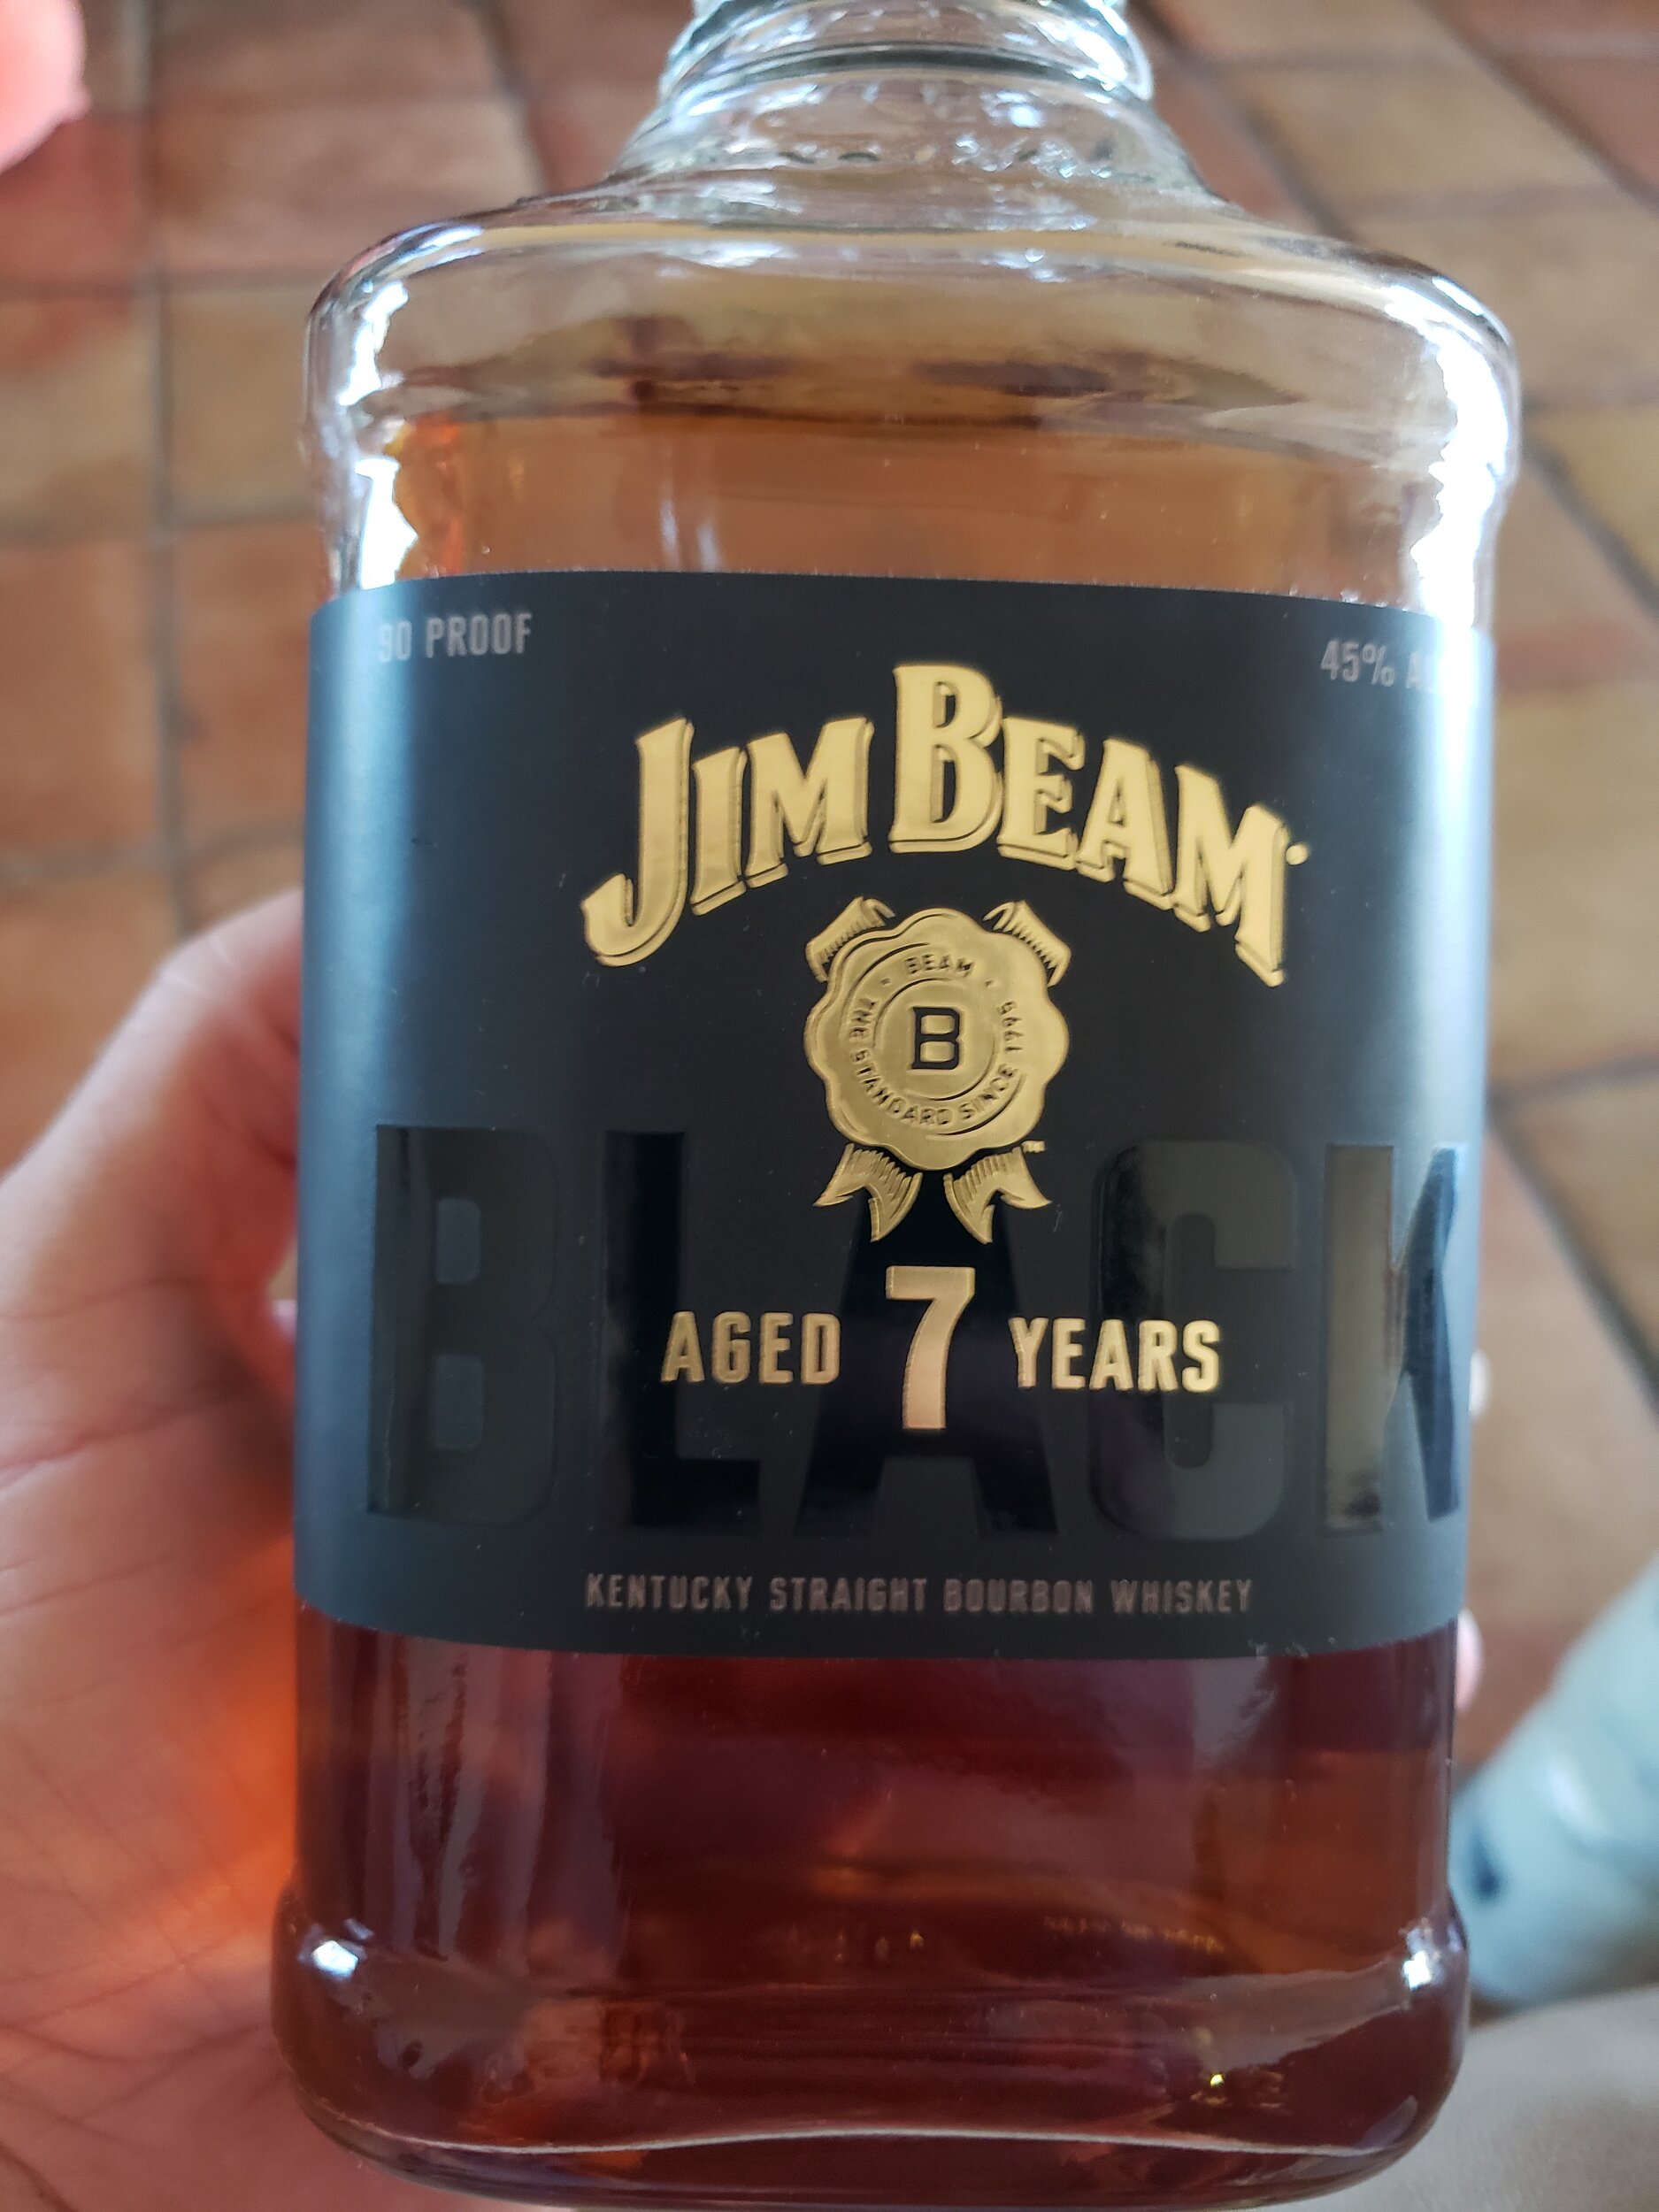 90 PROOF
45%
JIM BEAM
BEAM
THE STANDARD SINCE 1795
B
BLACK
AGED 7 YEARS
KENTUCKY STRAIGHT BOURBON WHISKEY